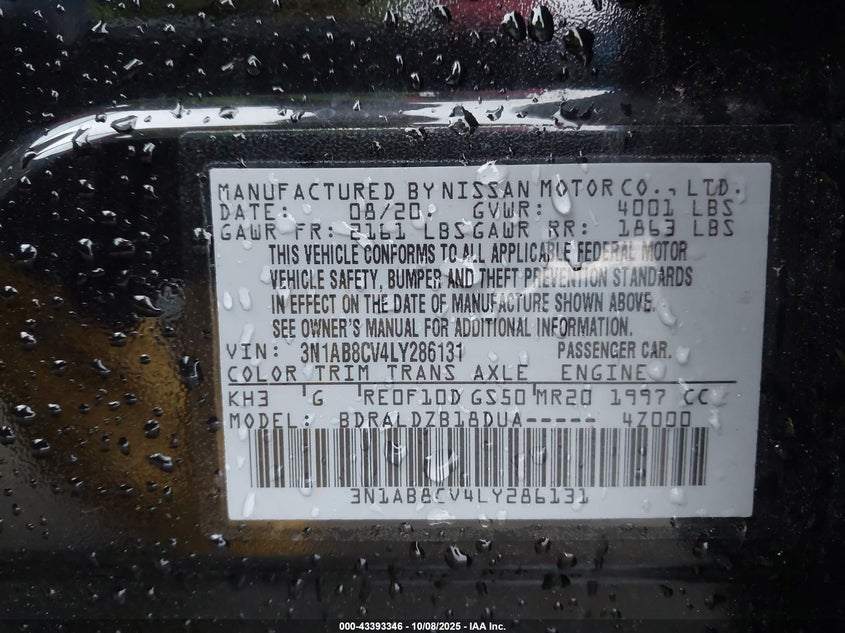 MANUFACTURED BY NISSAN MOTOR CO., LTD.
DATE: 08/20 GVWR: 4001 LBS
GAWR FR: 2161 LBS GAWR RR: 1863 LBS
THIS VEHICLE CONFORMS TO ALL APPLICABLE FEDERAL MOTOR
VEHICLE SAFETY, BUMPER AND THEFT PREVENTION STANDARDS
IN EFFECT ON THE DATE OF MANUFACTURE SHOWN ABOVE.
SEE OWNER'S MANUAL FOR ADDITIONAL INFORMATION.
VIN: 3N1AB8CV4LY286131 PASSENGER CAR.
COLOR TRIM TRANS AXLE ENGINE
KH3 G RE0F10D GS50 MR20 1997 CC
MODEL: BDRALDZB18DUA----- 4Z000
3N1AB8CV4LY286131
000-43393346 - 10/08/2025 - IAA Inc.